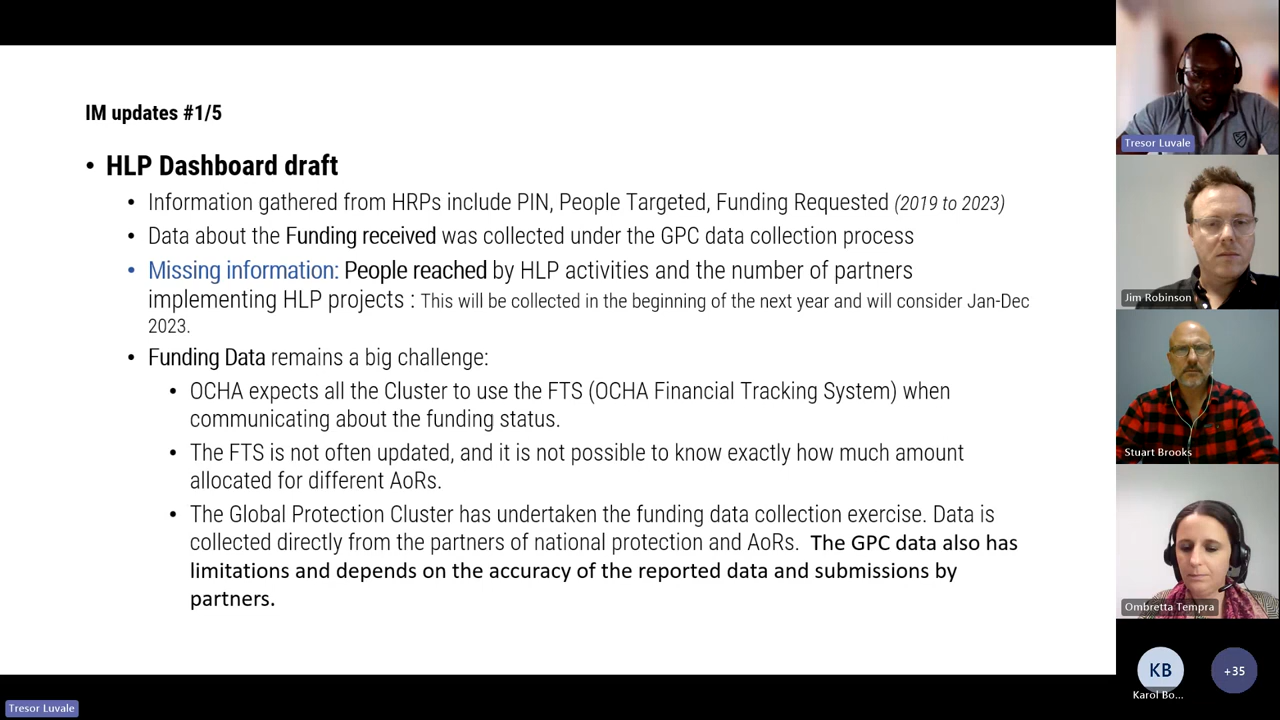 IM updates #1/5
• HLP Dashboard draft
• Information gathered from HRPs include PIN, People Targeted, Funding Requested (2019 to 2023)
• Data about the Funding received was collected under the GPC data collection process
• Missing information: People reached by HLP activities and the number of partners
implementing HLP projects : This will be collected in the beginning of the next year and will consider Jan-Dec
2023.
• Funding Data remains a big challenge:
• OCHA expects all the Cluster to use the FTS (OCHA Financial Tracking System) when
communicating about the funding status.
• The FTS is not often updated, and it is not possible to know exactly how much amount
allocated for different AoRs.
• The Global Protection Cluster has undertaken the funding data collection exercise. Data is
collected directly from the partners of national protection and AoRs. The GPC data also has
limitations and depends on the accuracy of the reported data and submissions by
partners.
Tresor Luvale
Jim Robinson
Stuart Brooks
Ombretta Tempra
KB
Karol Bo...
+35
Tresor Luvale